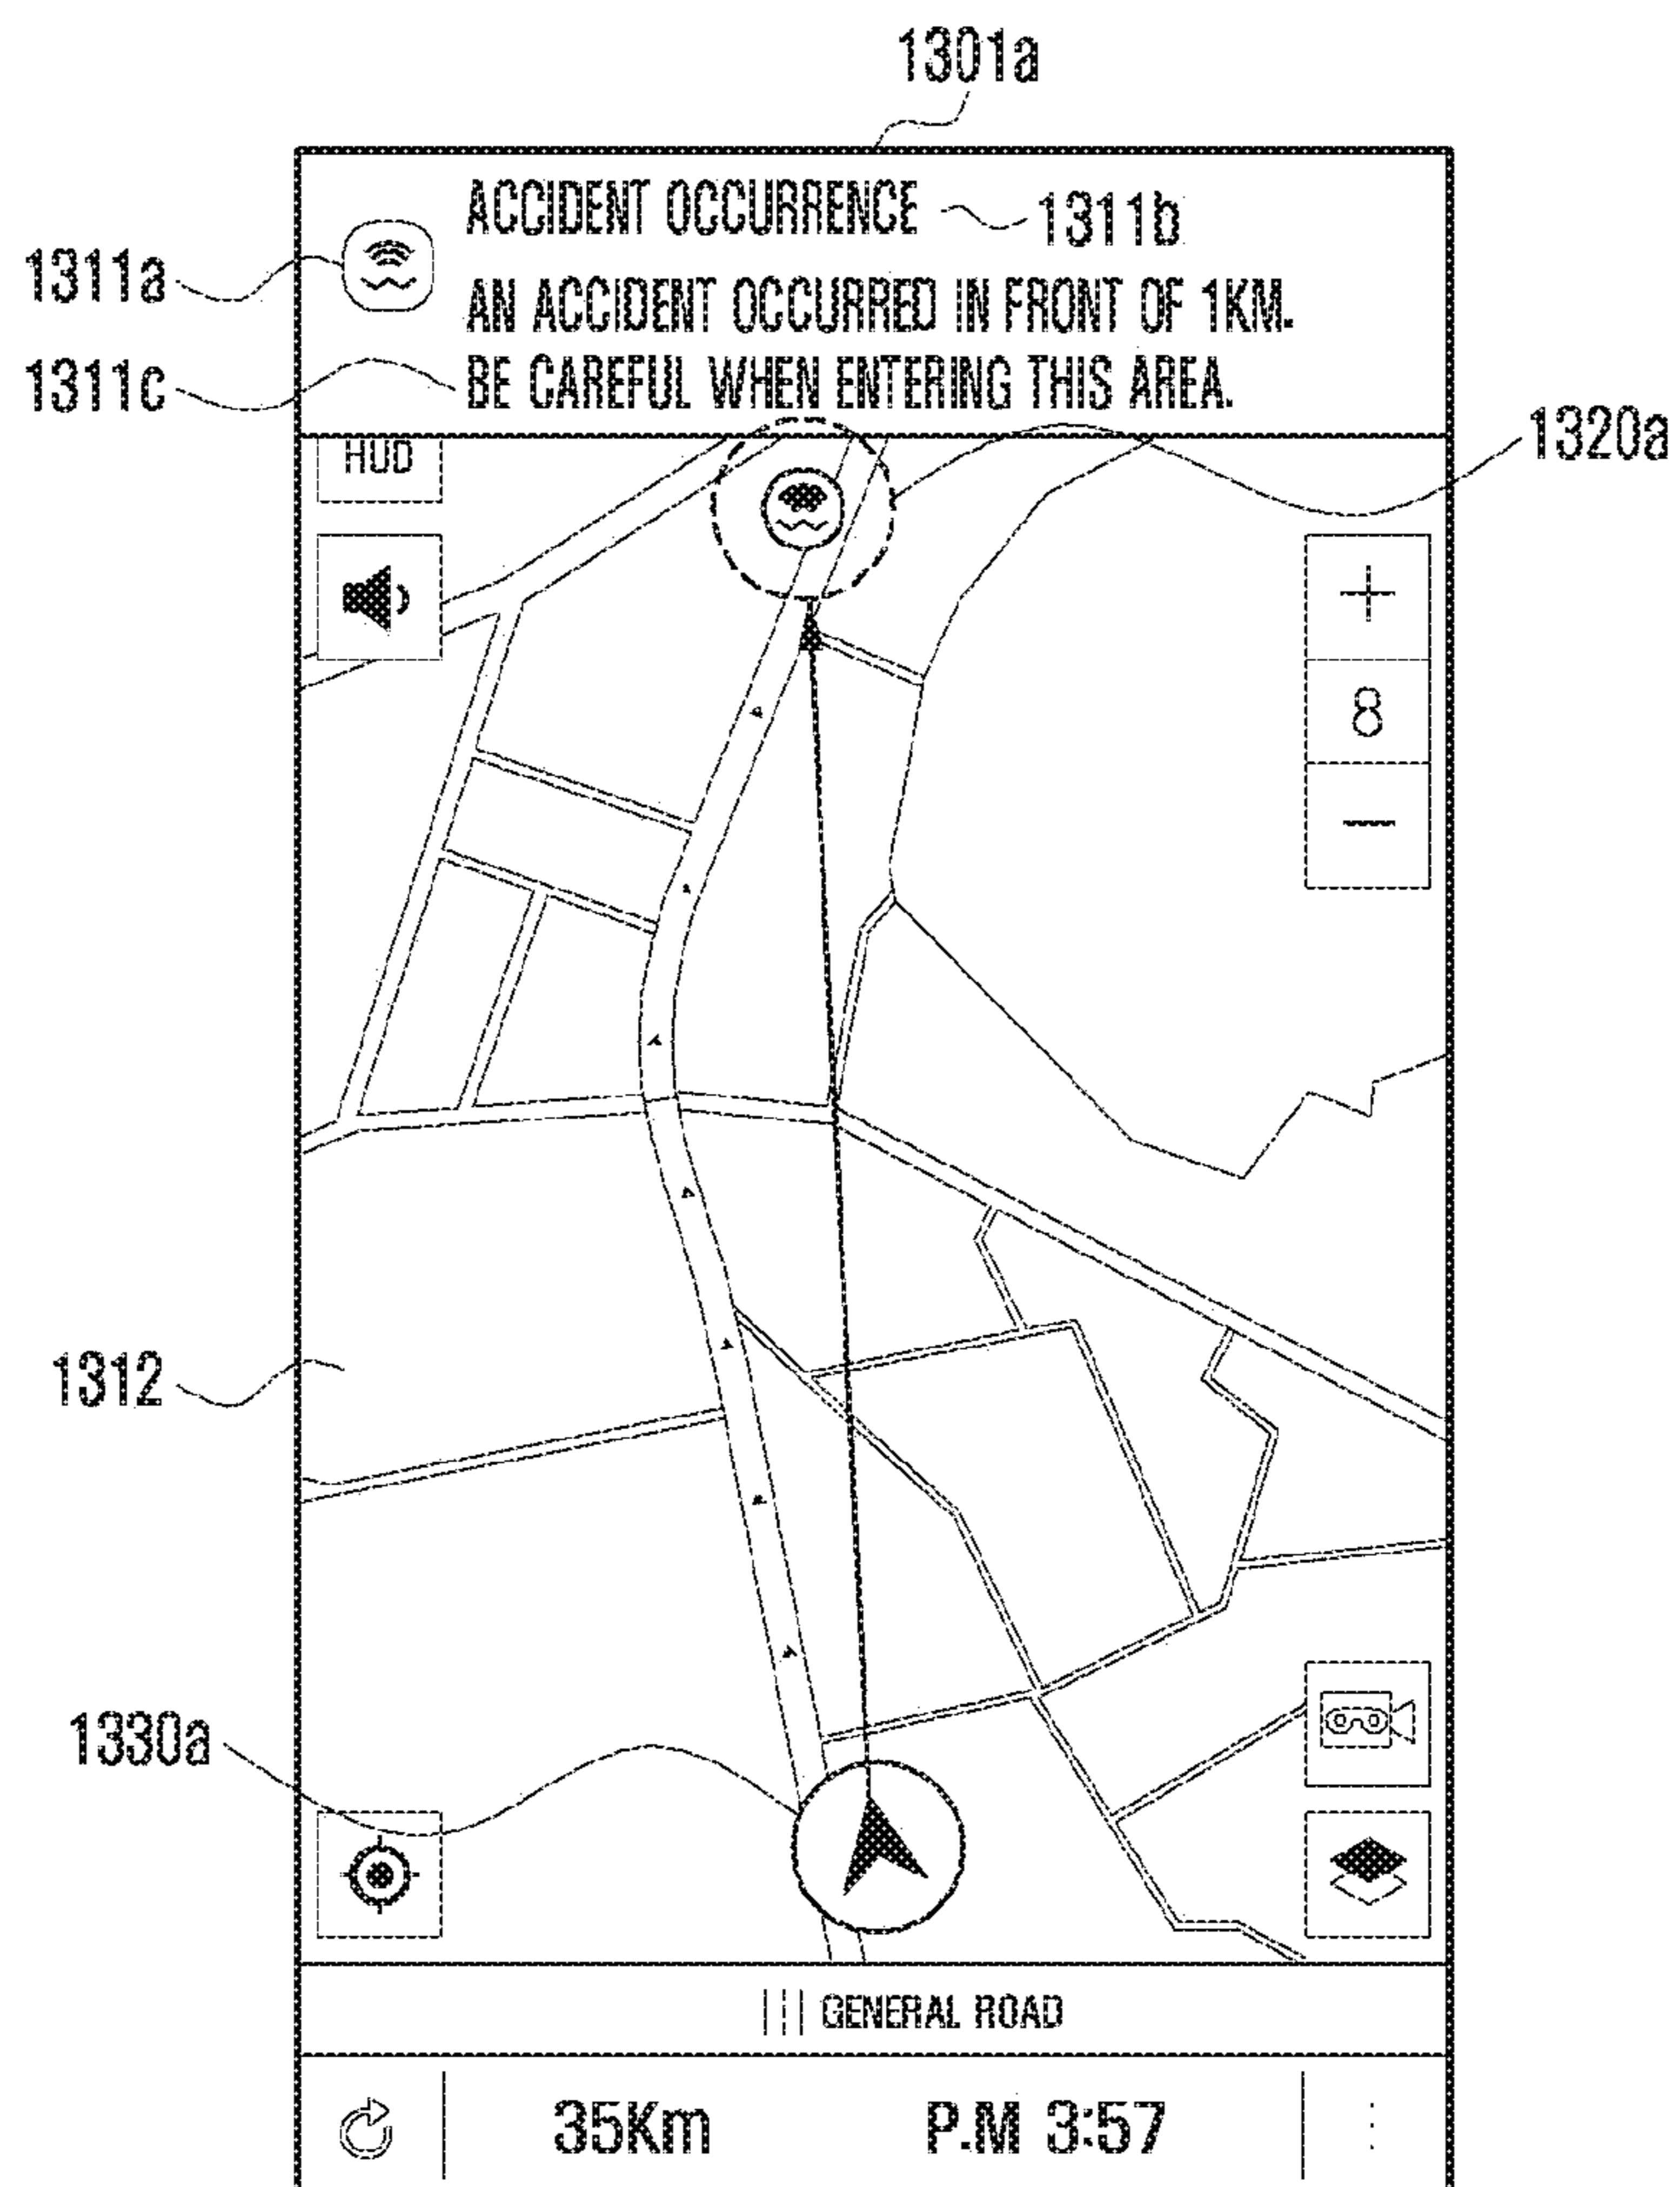 1301a
ACCIDENT OCCURRENCE 1311b
1311a
AN ACCIDENT OCCURRED IN FRONT OF 1KM.
1311c BE CAREFUL WHEN ENTERING THIS AREA.
1320a
HUD
8
1312
1330a
GENERAL ROAD
35Km P.M 3:57